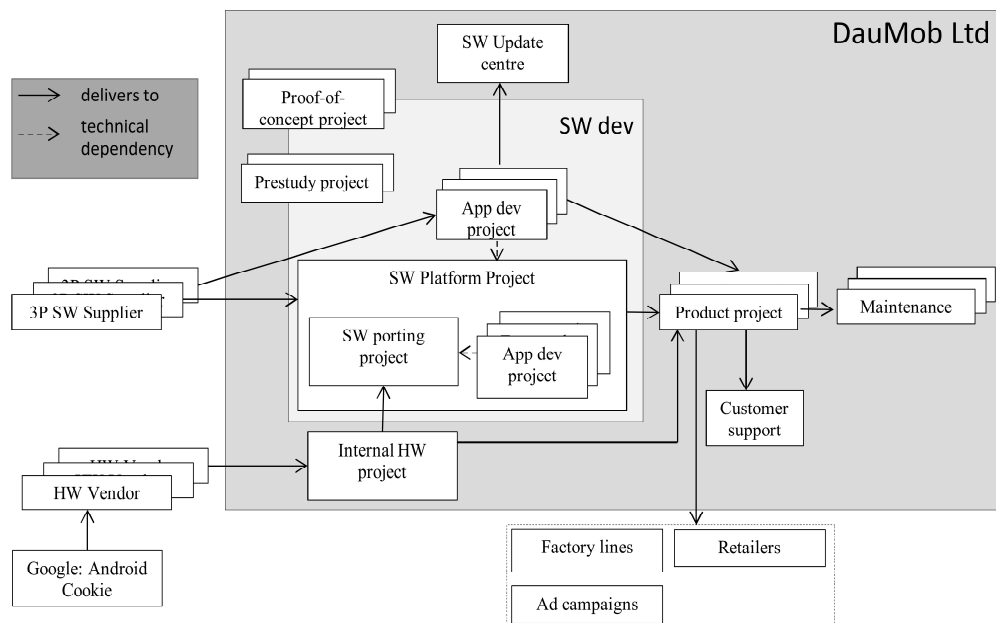 DauMob Ltd
SW Update
centre
delivers to
technical
dependency
Proof-of-
concept project
SW dev
Prestudy project
App dev
project
SW Platform Project
3P SW Supplier
SW porting
project
App dev
project
Product project
Maintenance
Customer
support
Internal HW
project
HW Vendor
Google: Android
Cookie
Factory lines
Retailers
Ad campaigns